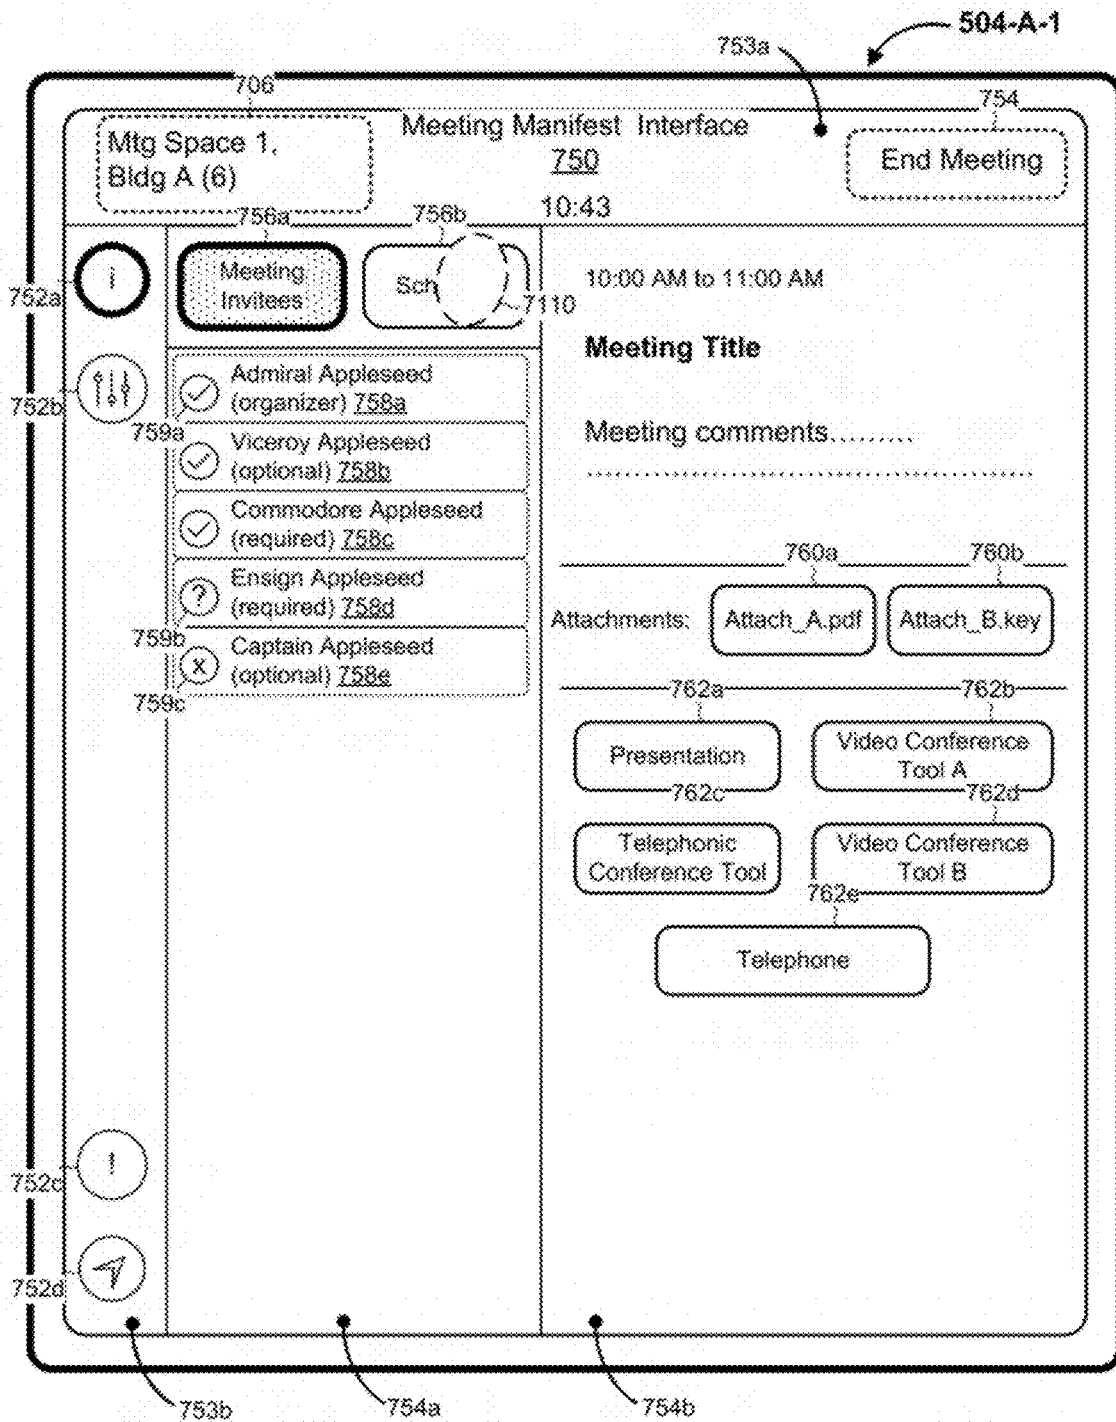 504-A-1
753a
706
754
Mtg Space 1,
Bldg A (6)
Meeting Manifest Interface
750
10:43
End Meeting
756a
756b
752a
i
Meeting
Invitees
Sch
7110
10:00 AM to 11:00 AM
Meeting Title
752b
Admiral Appleseed
(organizer) 758a
759a
Viceroy Appleseed
(optional) 758b
Meeting comments.........
Commodore Appleseed
(required) 758c
Ensign Appleseed
(required) 758d
?
759b
Captain Appleseed
(optional) 758e
x
759c
760a
760b
Attachments:
Attach_A.pdf
Attach_B.key
762a
762b
Presentation
Video Conference
Tool A
762c
762d
Telephonic
Conference Tool
Video Conference
Tool B
762e
Telephone
!
752c
752d
753b
754a
754b